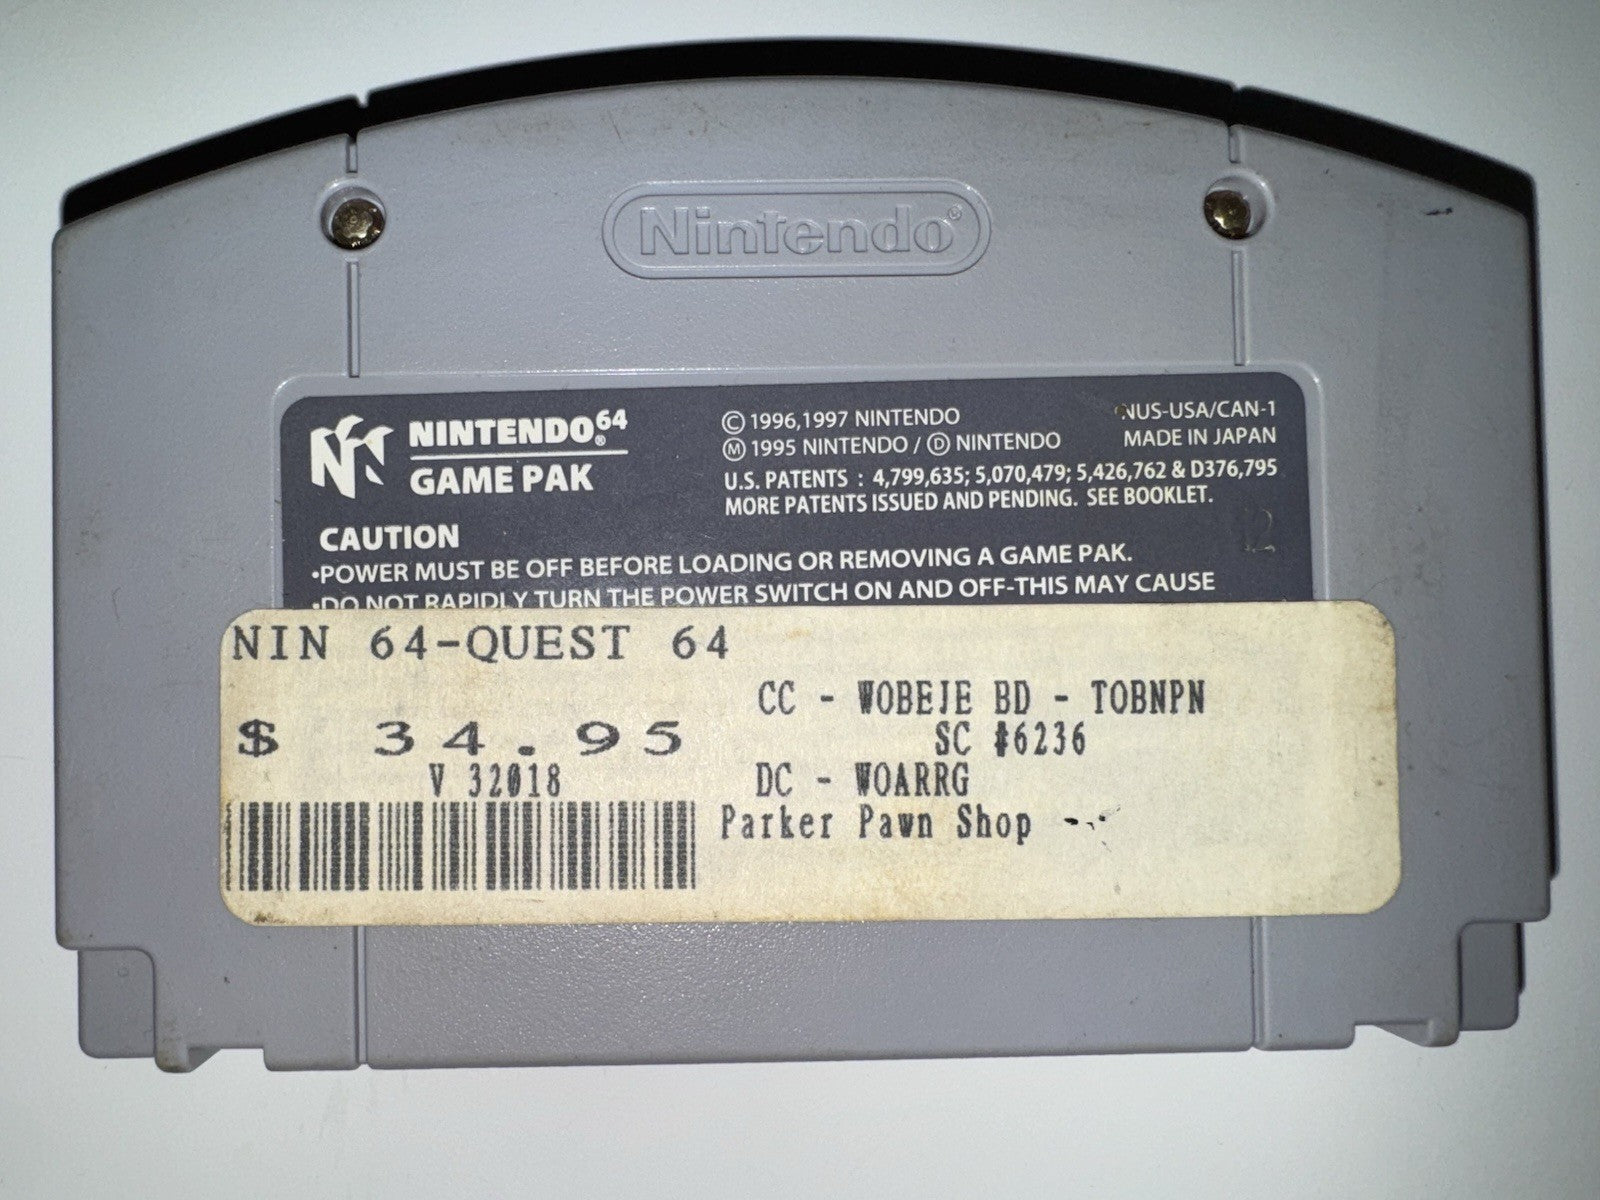 Nintendo®
NINTENDO64®
GAME PAK
© 1996,1997 NINTENDO
Ⓜ 1995 NINTENDO / Ⓓ NINTENDO
NUS-USA/CAN-1
MADE IN JAPAN
U.S. PATENTS : 4,799,635; 5,070,479; 5,426,762 & D376,795
MORE PATENTS ISSUED AND PENDING. SEE BOOKLET.
12
CAUTION
•POWER MUST BE OFF BEFORE LOADING OR REMOVING A GAME PAK.
•DO NOT RAPIDLY TURN THE POWER SWITCH ON AND OFF-THIS MAY CAUSE
NIN 64-QUEST 64
$ 34.95
V 32018
CC - WOBEJE BD - TOBNPN
SC #6236
DC - WOARRG
Parker Pawn Shop